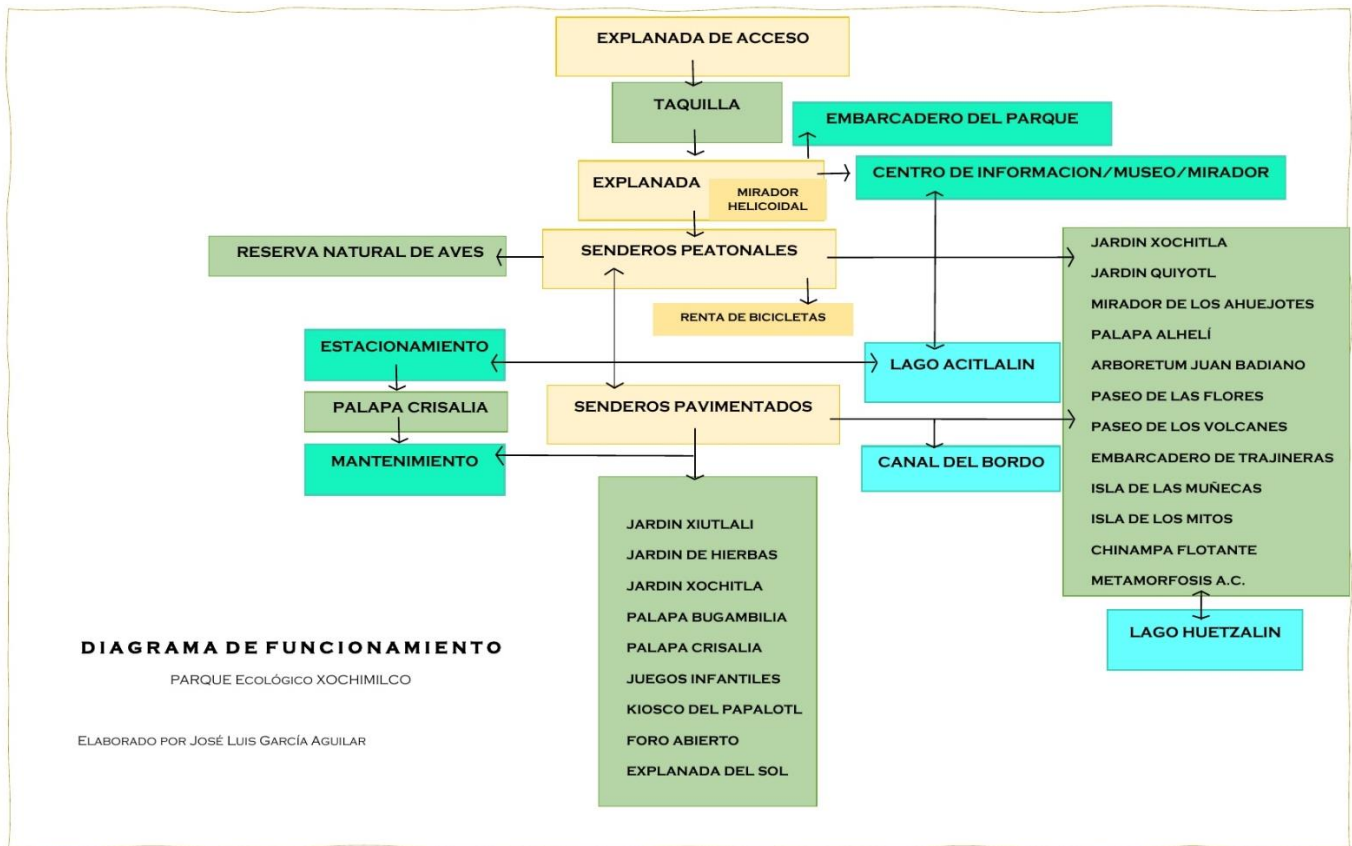 EXPLANADA DE ACCESO
TAQUILLA
EMBARCADERO DEL PARQUE
EXPLANADA
MIRADOR
HELICOIDAL
CENTRO DE INFORMACION/MUSEO/MIRADOR
RESERVA NATURAL DE AVES
SENDEROS PEATONALES
RENTA DE BICICLETAS
JARDIN XOCHITLA
JARDIN QUIYOTL
MIRADOR DE LOS AHUEJOTES
PALAPA ALHELÍ
ARBORETUM JUAN BADIANO
PASEO DE LAS FLORES
PASEO DE LOS VOLCANES
EMBARCADERO DE TRAJINERAS
ISLA DE LAS MUÑECAS
ISLA DE LOS MITOS
CHINAMPA FLOTANTE
METAMORFOSIS A.C.
ESTACIONAMIENTO
LAGO ACITLALIN
PALAPA CRISALIA
SENDEROS PAVIMENTADOS
MANTENIMIENTO
CANAL DEL BORDO
LAGO HUETZALIN
JARDIN XIUTLALI
JARDIN DE HIERBAS
JARDIN XOCHITLA
PALAPA BUGAMBILIA
PALAPA CRISALIA
JUEGOS INFANTILES
KIOSCO DEL PAPALOTL
FORO ABIERTO
EXPLANADA DEL SOL
DIAGRAMA DE FUNCIONAMIENTO
PARQUE ECOLÓGICO XOCHIMILCO
ELABORADO POR JOSÉ LUIS GARCÍA AGUILAR